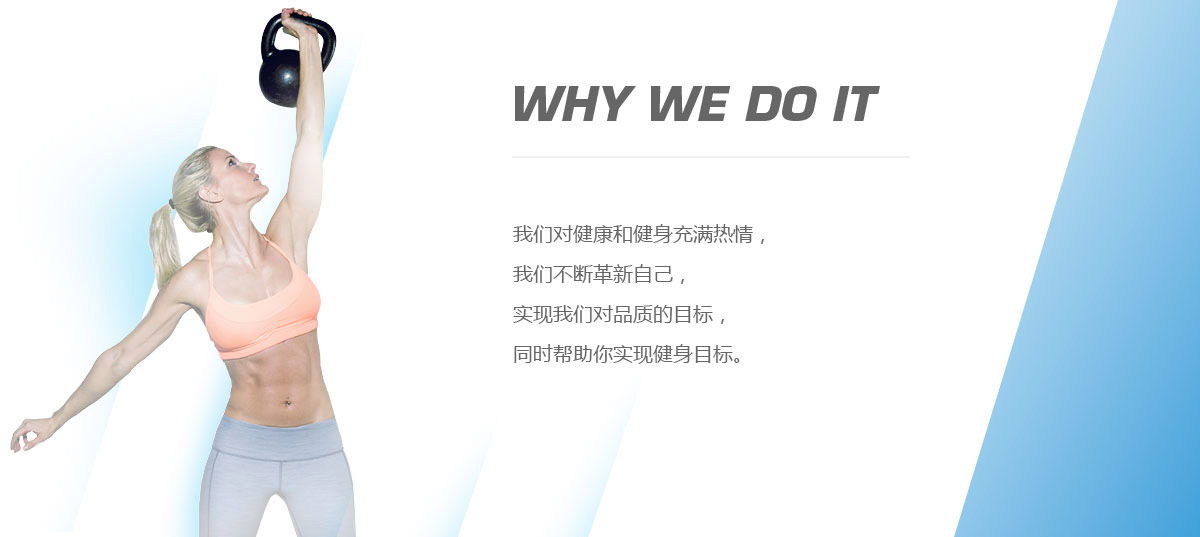 WHY WE DO IT
我们对健康和健身充满热情，
我们不断革新自己，
实现我们对品质的目标，
同时帮助你实现健身目标。